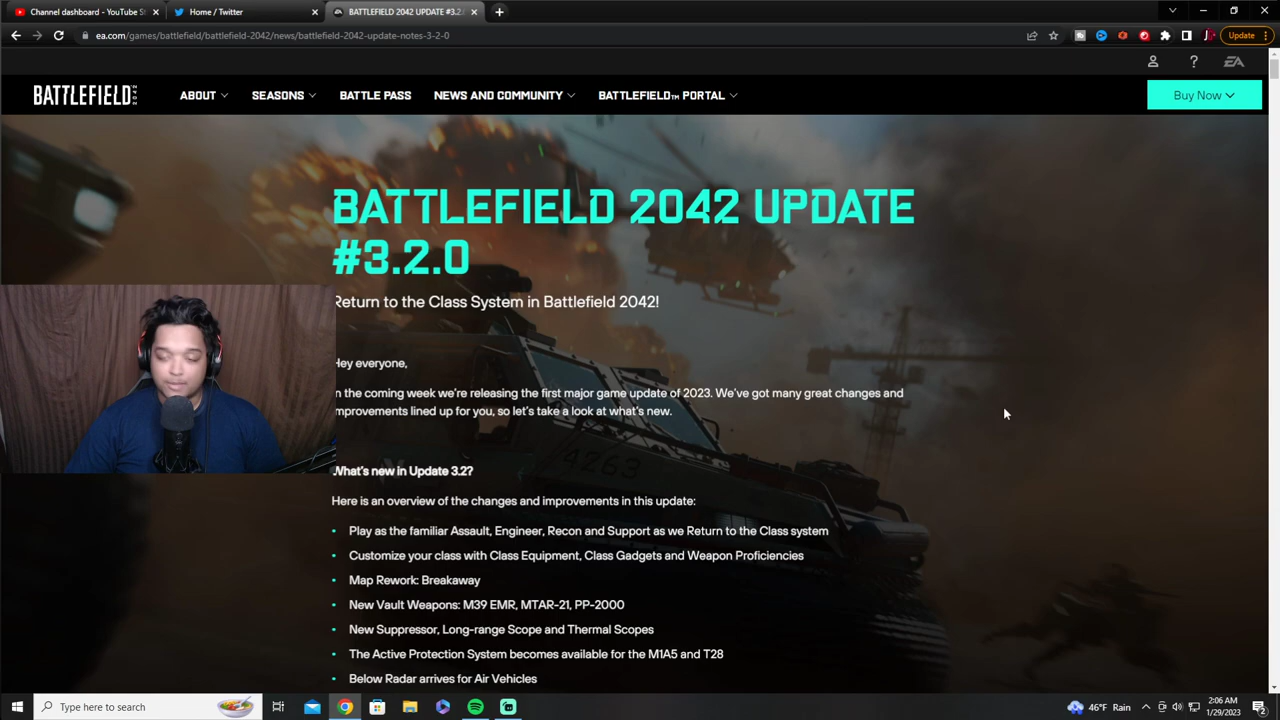 Channel dashboard - YouTube S
Home / Twitter
BATTLEFIELD 2042 UPDATE #3.2.
ea.com/games/battlefield/battlefield-2042/news/battlefield-2042-update-notes-3-2-0
Update
EA
BATTLEFIELD 2042
ABOUT
SEASONS
BATTLE PASS
NEWS AND COMMUNITY
BATTLEFIELD™ PORTAL
Buy Now
BATTLEFIELD 2042 UPDATE
#3.2.0
Return to the Class System in Battlefield 2042!
Hey everyone,
In the coming week we're releasing the first major game update of 2023. We've got many great changes and
improvements lined up for you, so let's take a look at what's new.
What's new in Update 3.2?
Here is an overview of the changes and improvements in this update:
• Play as the familiar Assault, Engineer, Recon and Support as we Return to the Class system
• Customize your class with Class Equipment, Class Gadgets and Weapon Proficiencies
• Map Rework: Breakaway
• New Vault Weapons: M39 EMR, MTAR-21, PP-2000
• New Suppressor, Long-range Scope and Thermal Scopes
• The Active Protection System becomes available for the M1A5 and T28
• Below Radar arrives for Air Vehicles
4263
Type here to search
46°F Rain
2:06 AM
1/29/2023
2